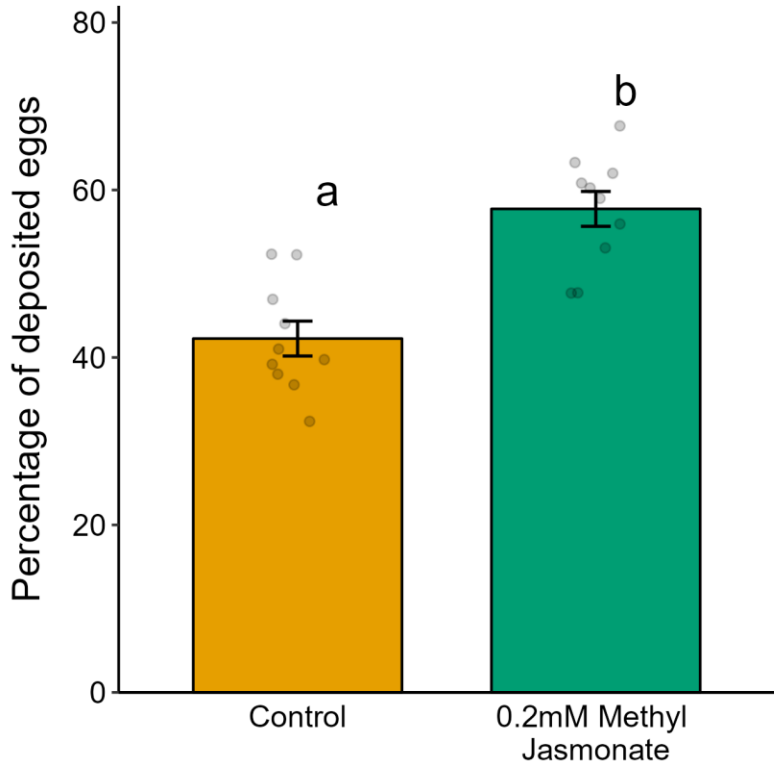 Percentage of deposited eggs
80
60
40
20
0
a
b
Control
0.2mM Methyl
Jasmonate